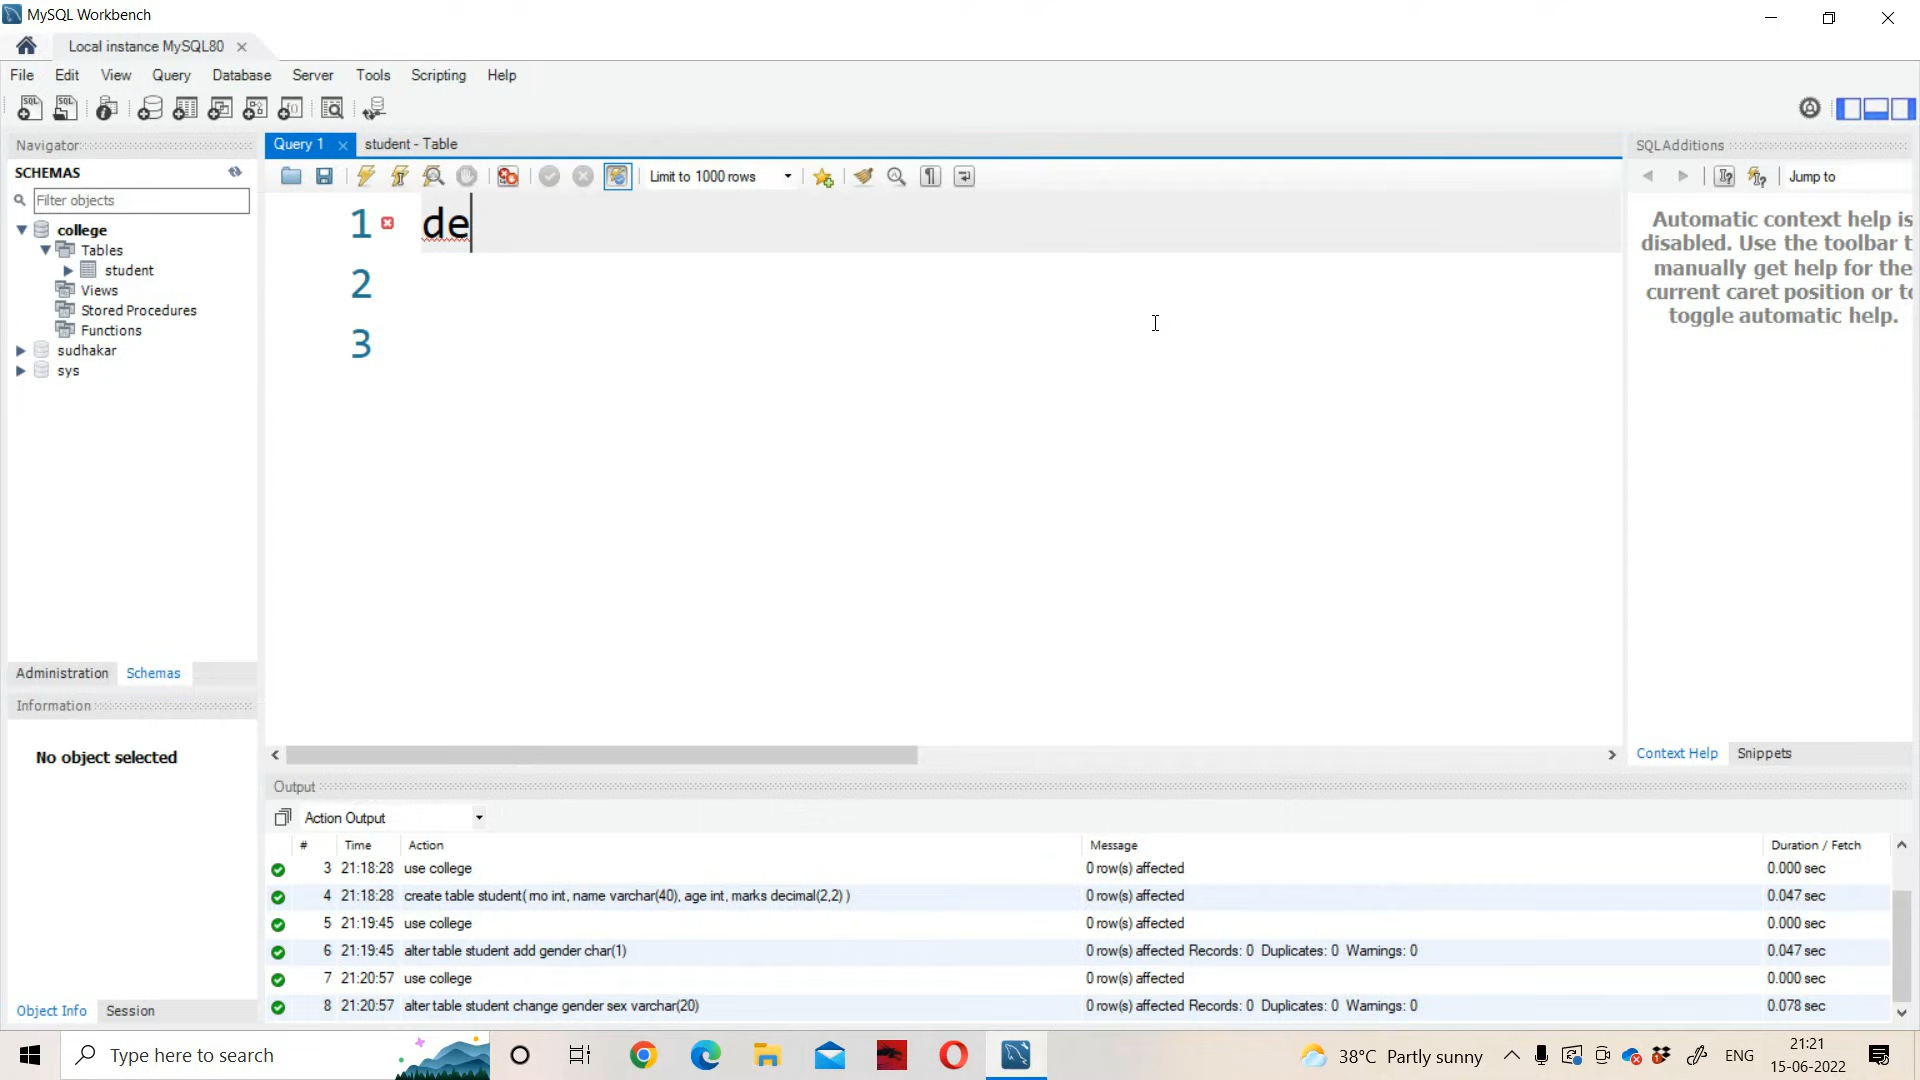 MySQL Workbench
Local instance MySQL80
File Edit View Query Database Server Tools Scripting Help
Navigator
SCHEMAS
Filter objects
college
Tables
student
Views
Stored Procedures
Functions
sudhakar
sys
Administration Schemas
Information
No object selected
Object Info Session
Query 1 student - Table
Limit to 1000 rows
1 de
2
3
SQLAdditions
Jump to
Automatic context help is
disabled. Use the toolbar t
manually get help for the
current caret position or to
toggle automatic help.
Context Help Snippets
Output
Action Output
# Time Action Message Duration / Fetch
3 21:18:28 use college 0 row(s) affected 0.000 sec
4 21:18:28 create table student( rno int, name varchar(40), age int, marks decimal(2,2) ) 0 row(s) affected 0.047 sec
5 21:19:45 use college 0 row(s) affected 0.000 sec
6 21:19:45 alter table student add gender char(1) 0 row(s) affected Records: 0 Duplicates: 0 Warnings: 0 0.047 sec
7 21:20:57 use college 0 row(s) affected 0.000 sec
8 21:20:57 alter table student change gender sex varchar(20) 0 row(s) affected Records: 0 Duplicates: 0 Warnings: 0 0.078 sec
Type here to search
38°C Partly sunny
ENG
21:21
15-06-2022